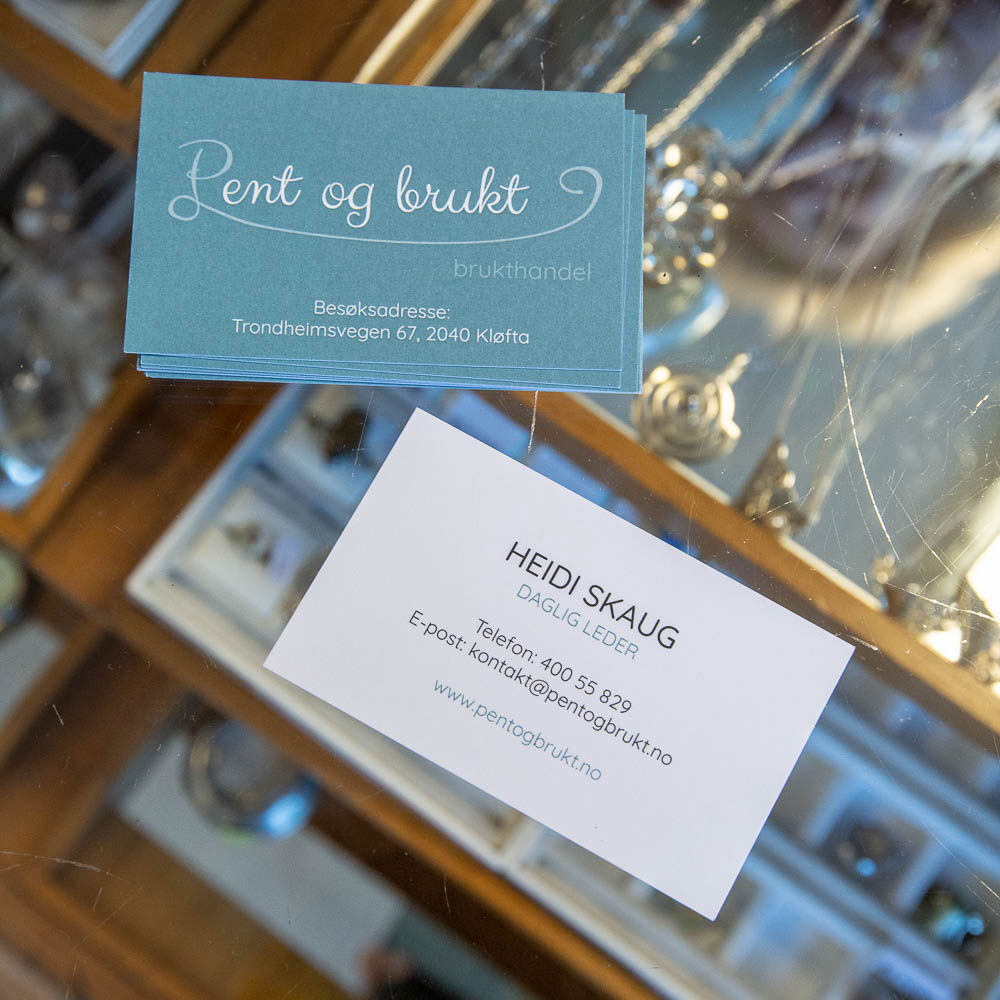 Pent og brukt
brukthandel
Besøksadresse:
Trondheimsvegen 67, 2040 Kløfta
HEIDI SKAUG
DAGLIG LEDER
Telefon: 400 55 829
E-post: kontakt@pentogbrukt.no
www.pentogbrukt.no